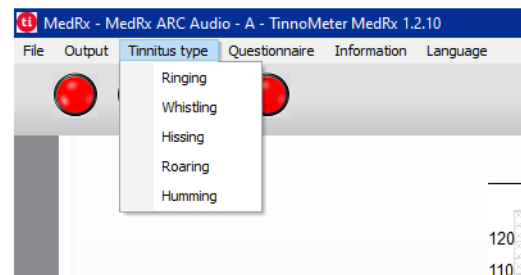 ti MedRx - MedRx ARC Audio - A - TinnoMeter MedRx 1.2.10
File Output Tinnitus type Questionnaire Information Language
Ringing
Whistling
Hissing
Roaring
Humming
120
110